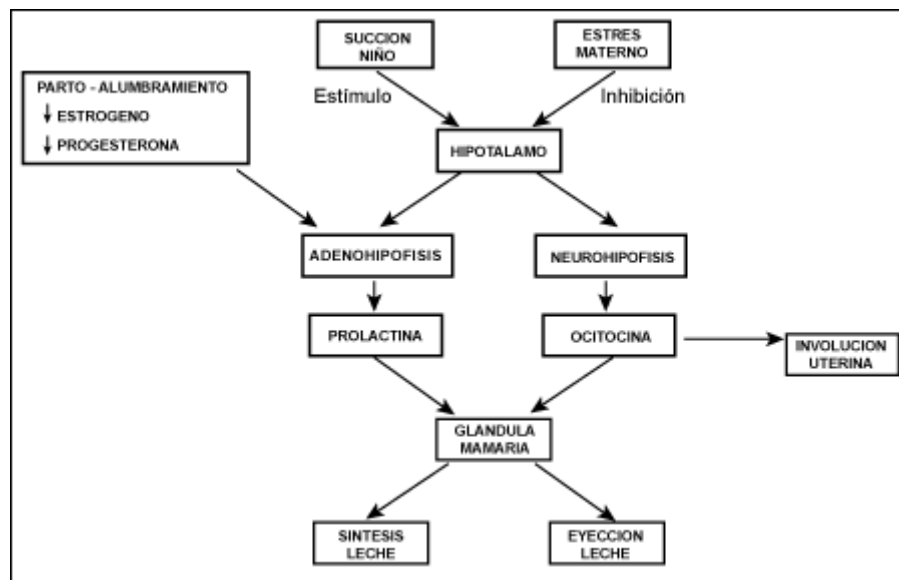 SUCCION
NIÑO
ESTRES
MATERNO
PARTO - ALUMBRAMIENTO
ESTROGENO
PROGESTERONA
Estímulo
Inhibición
HIPOTALAMO
ADENOHIPOFISIS
NEUROHIPOFISIS
PROLACTINA
OCITOCINA
INVOLUCION
UTERINA
GLANDULA
MAMARIA
SINTESIS
LECHE
EYECCION
LECHE